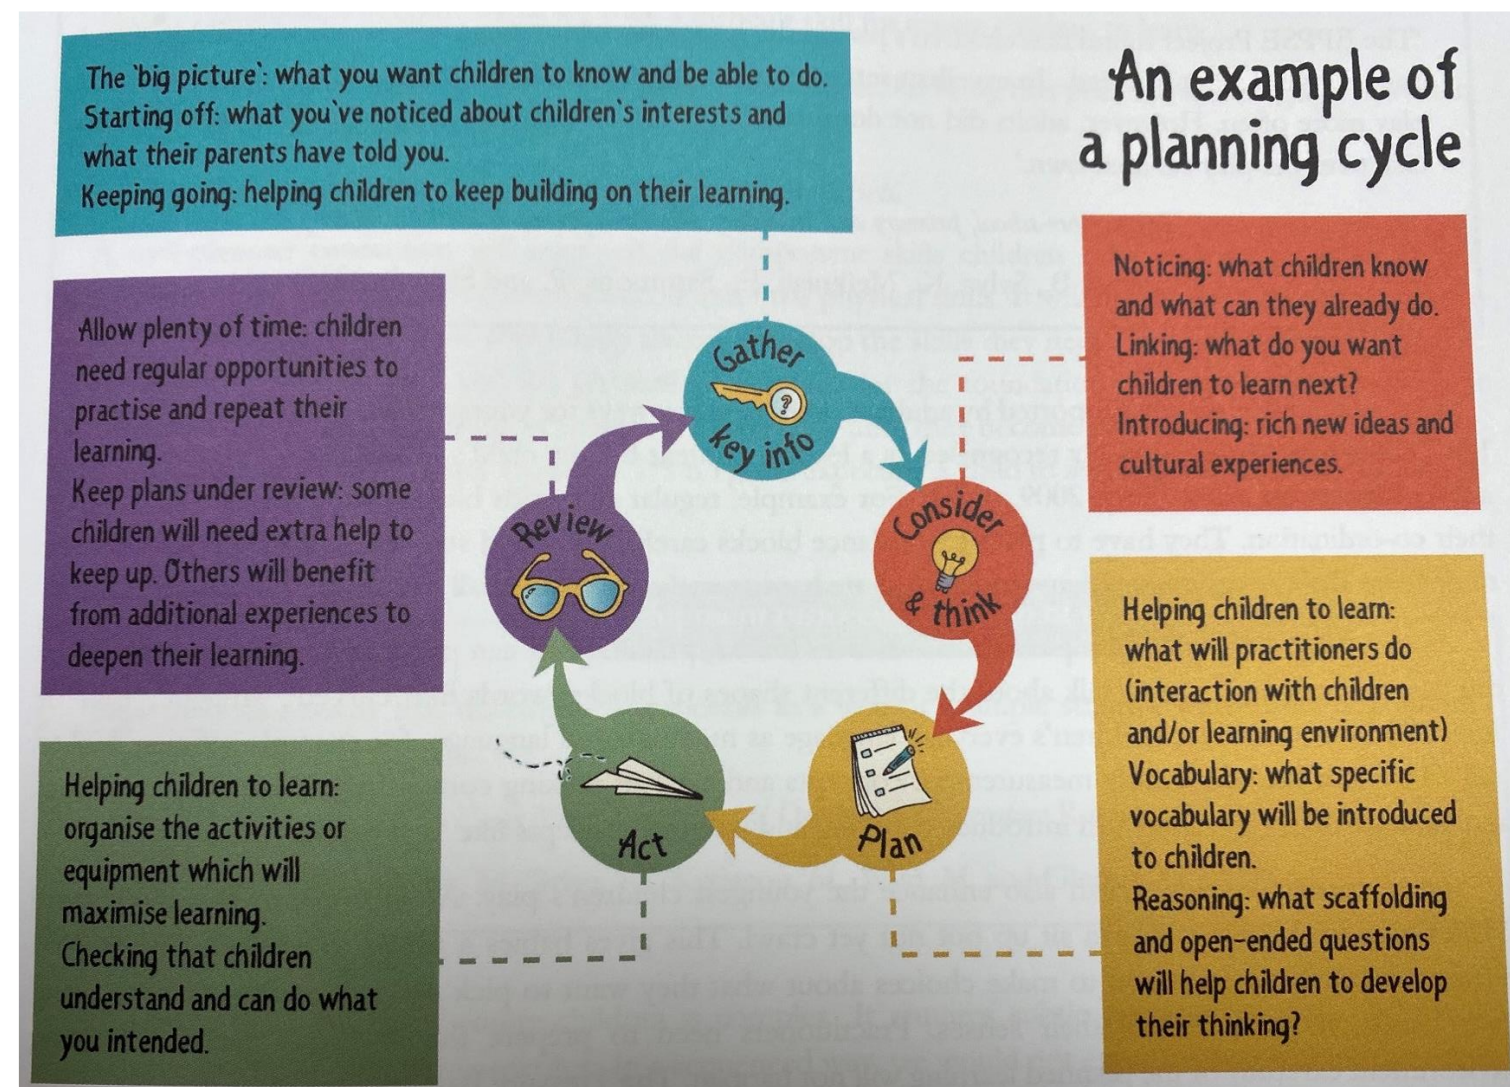 An example of
a planning cycle
The 'big picture': what you want children to know and be able to do.
Starting off: what you've noticed about children's interests and
what their parents have told you.
Keeping going: helping children to keep building on their learning.
Gather
key info
Noticing: what children know
and what can they already do.
Linking: what do you want
children to learn next?
Introducing: rich new ideas and
cultural experiences.
Consider
& think
Helping children to learn:
what will practitioners do
(interaction with children
and/or learning environment)
Vocabulary: what specific
vocabulary will be introduced
to children.
Reasoning: what scaffolding
and open-ended questions
will help children to develop
their thinking?
Plan
Helping children to learn:
organise the activities or
equipment which will
maximise learning.
Checking that children
understand and can do what
you intended.
Act
Allow plenty of time: children
need regular opportunities to
practise and repeat their
learning.
Keep plans under review: some
children will need extra help to
keep up. Others will benefit
from additional experiences to
deepen their learning.
Review
?